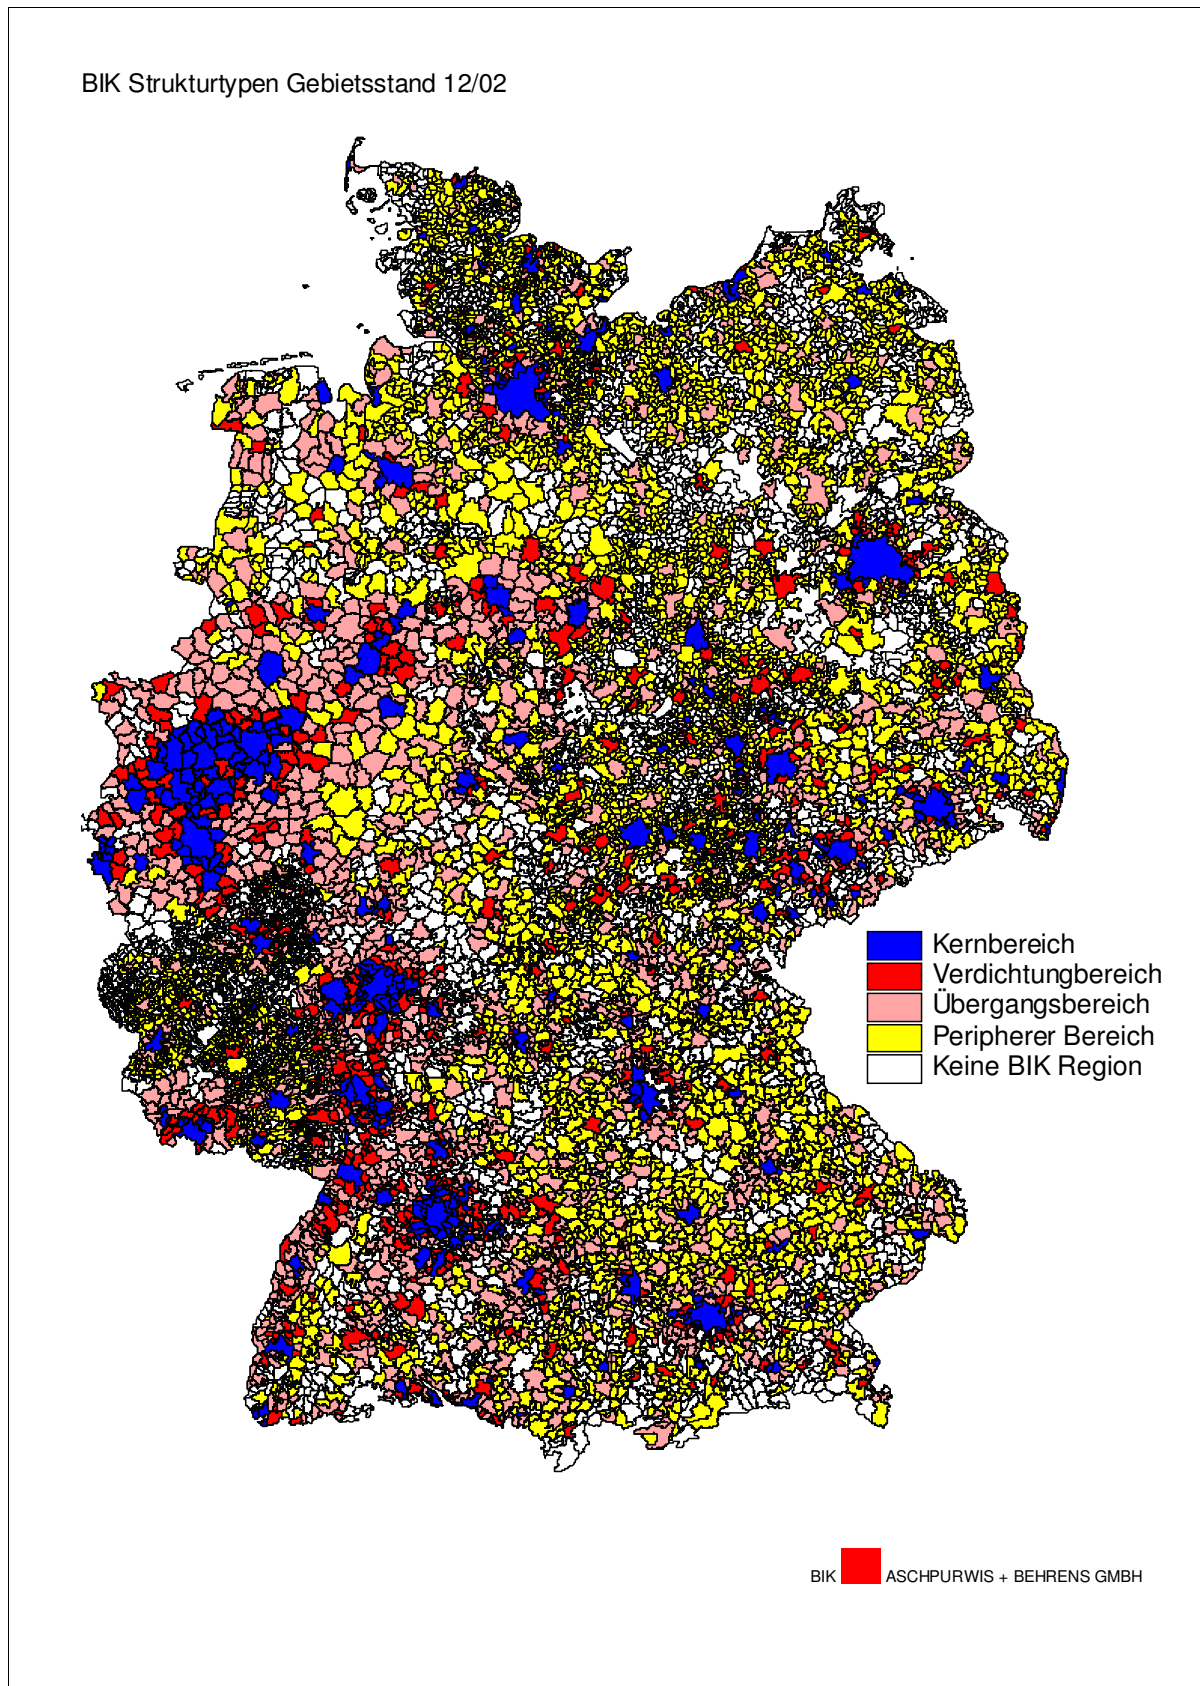 BIK Strukturtypen Gebietsstand 12/02
Kernbereich
Verdichtungbereich
Übergangsbereich
Peripherer Bereich
Keine BIK Region
BIK ASCHPURWIS + BEHRENS GMBH